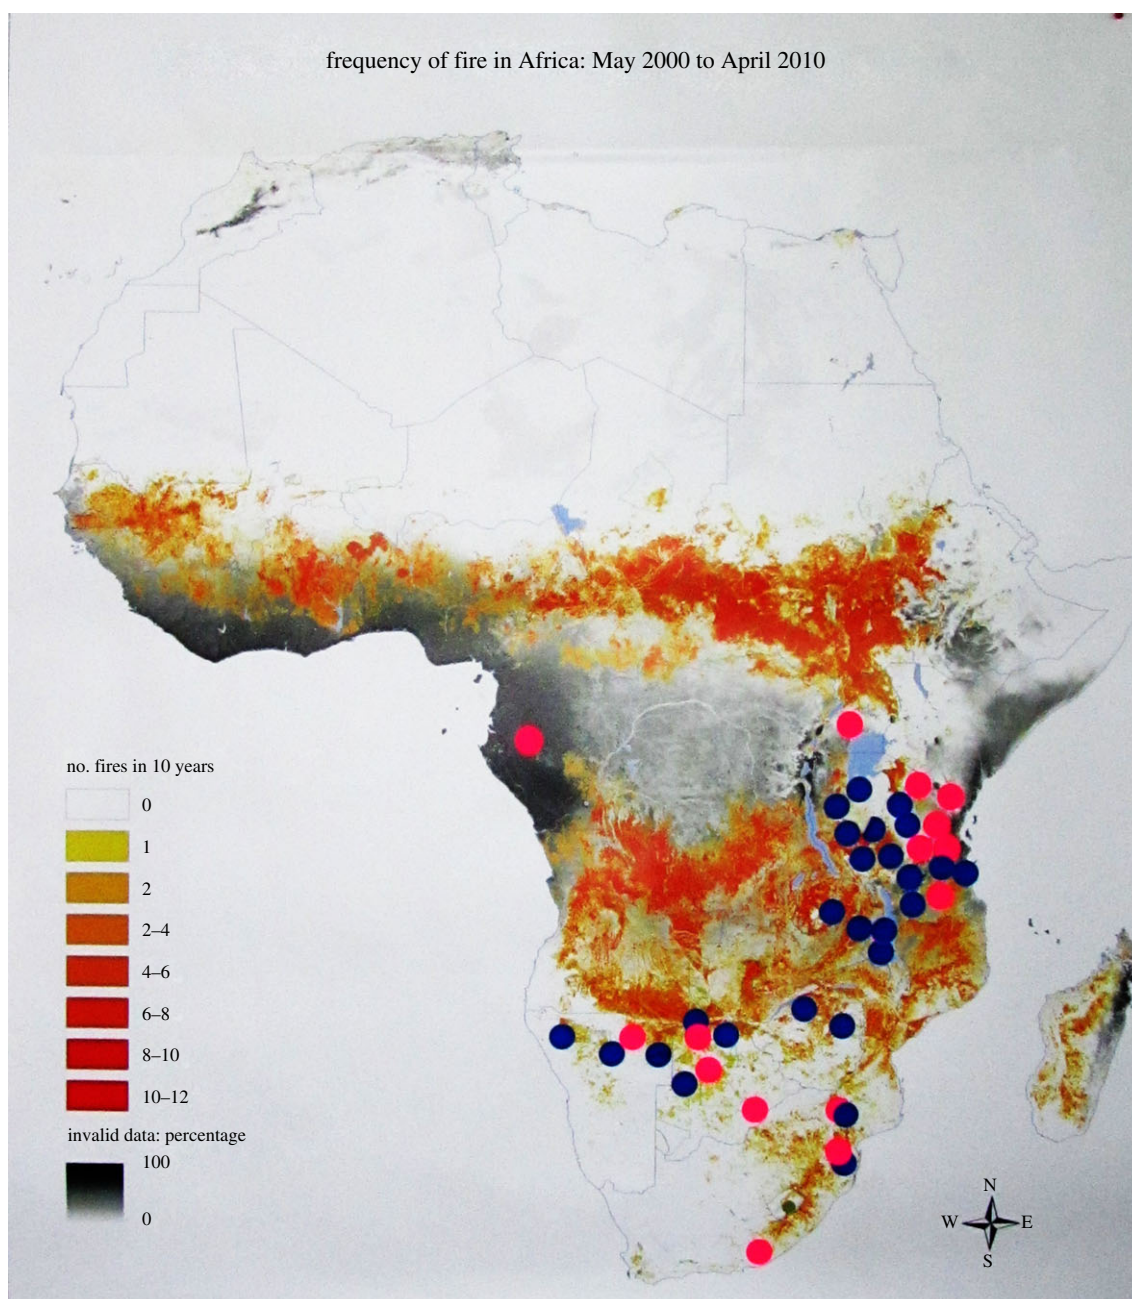 frequency of fire in Africa: May 2000 to April 2010
no. fires in 10 years
0
1
2
2–4
4–6
6–8
8–10
10–12
invalid data: percentage
100
0
N
W
E
S